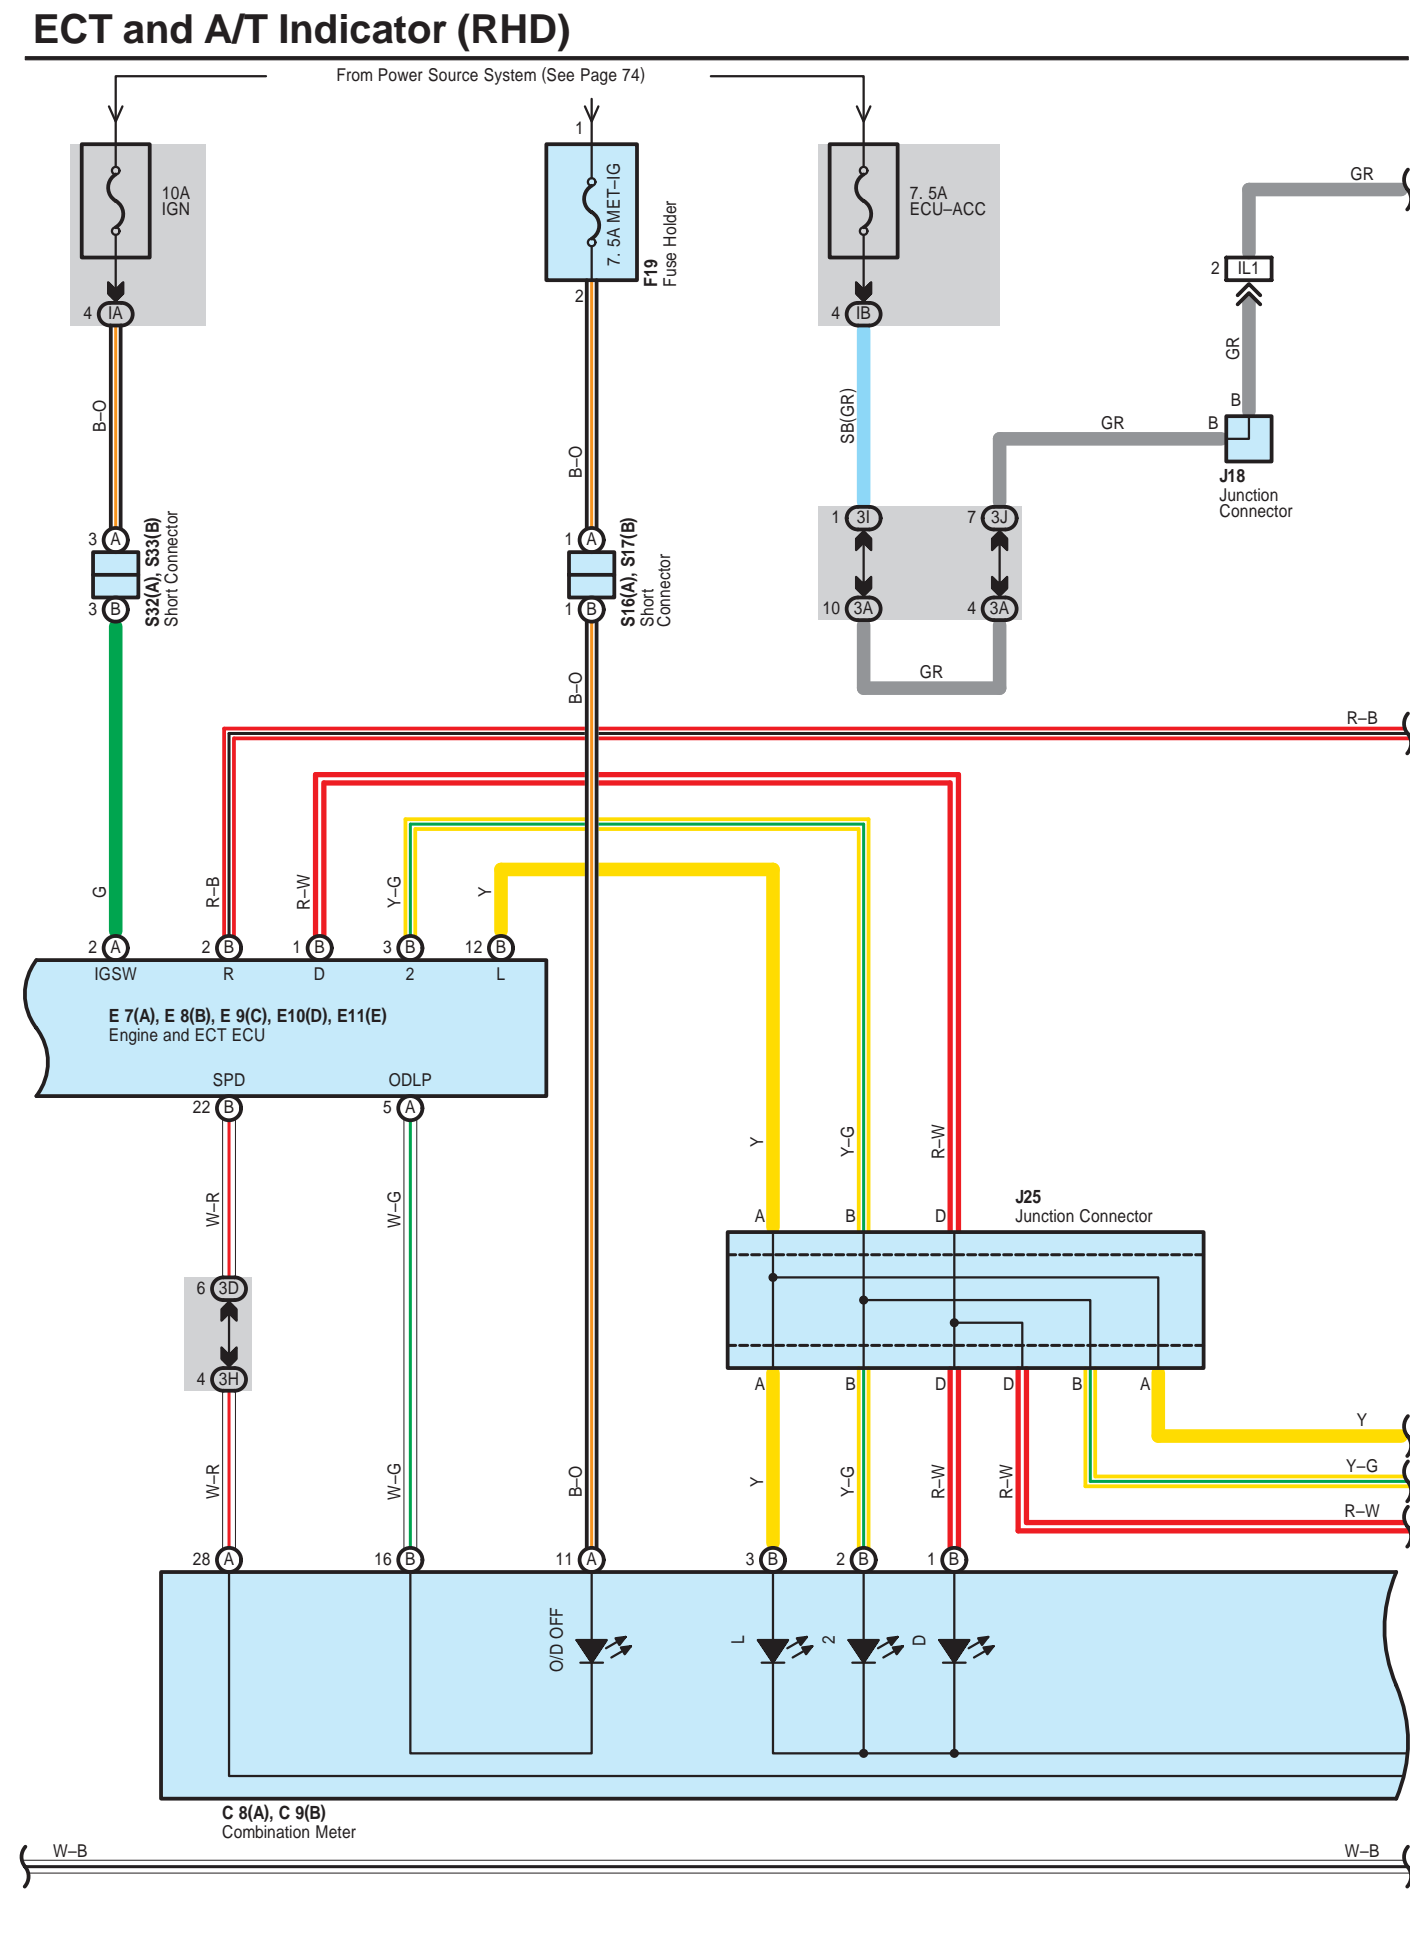 ECT and A/T Indicator (RHD)
From Power Source System (See Page 74)
1
10A
IGN
7. 5A MET–IG
F19
Fuse Holder
7. 5A
ECU–ACC
GR
2 IL1
4 IA
2
4 IB
GR
B
B–O
B–O
SB(GR)
GR
B
J18
Junction
Connector
3 A
S32(A), S33(B)
Short Connector
3 B
1 A
S16(A), S17(B)
Short
Connector
1 B
1 3I
7 3J
10 3A
4 3A
GR
B–O
R–B
G
R–B
R–W
Y–G
Y
2 A
2 B
1 B
3 B
12 B
IGSW
R
D
2
L
E 7(A), E 8(B), E 9(C), E10(D), E11(E)
Engine and ECT ECU
SPD
ODLP
22 B
5 A
Y
Y–G
R–W
W–R
W–G
J25
Junction Connector
A
B
D
6 3D
4 3H
A
B
D
D
B
A
Y
Y–G
R–W
W–R
W–G
B–O
Y
Y–G
R–W
R–W
28 A
16 B
11 A
3 B
2 B
1 B
O/D OFF
L
2
D
C 8(A), C 9(B)
Combination Meter
W–B
W–B